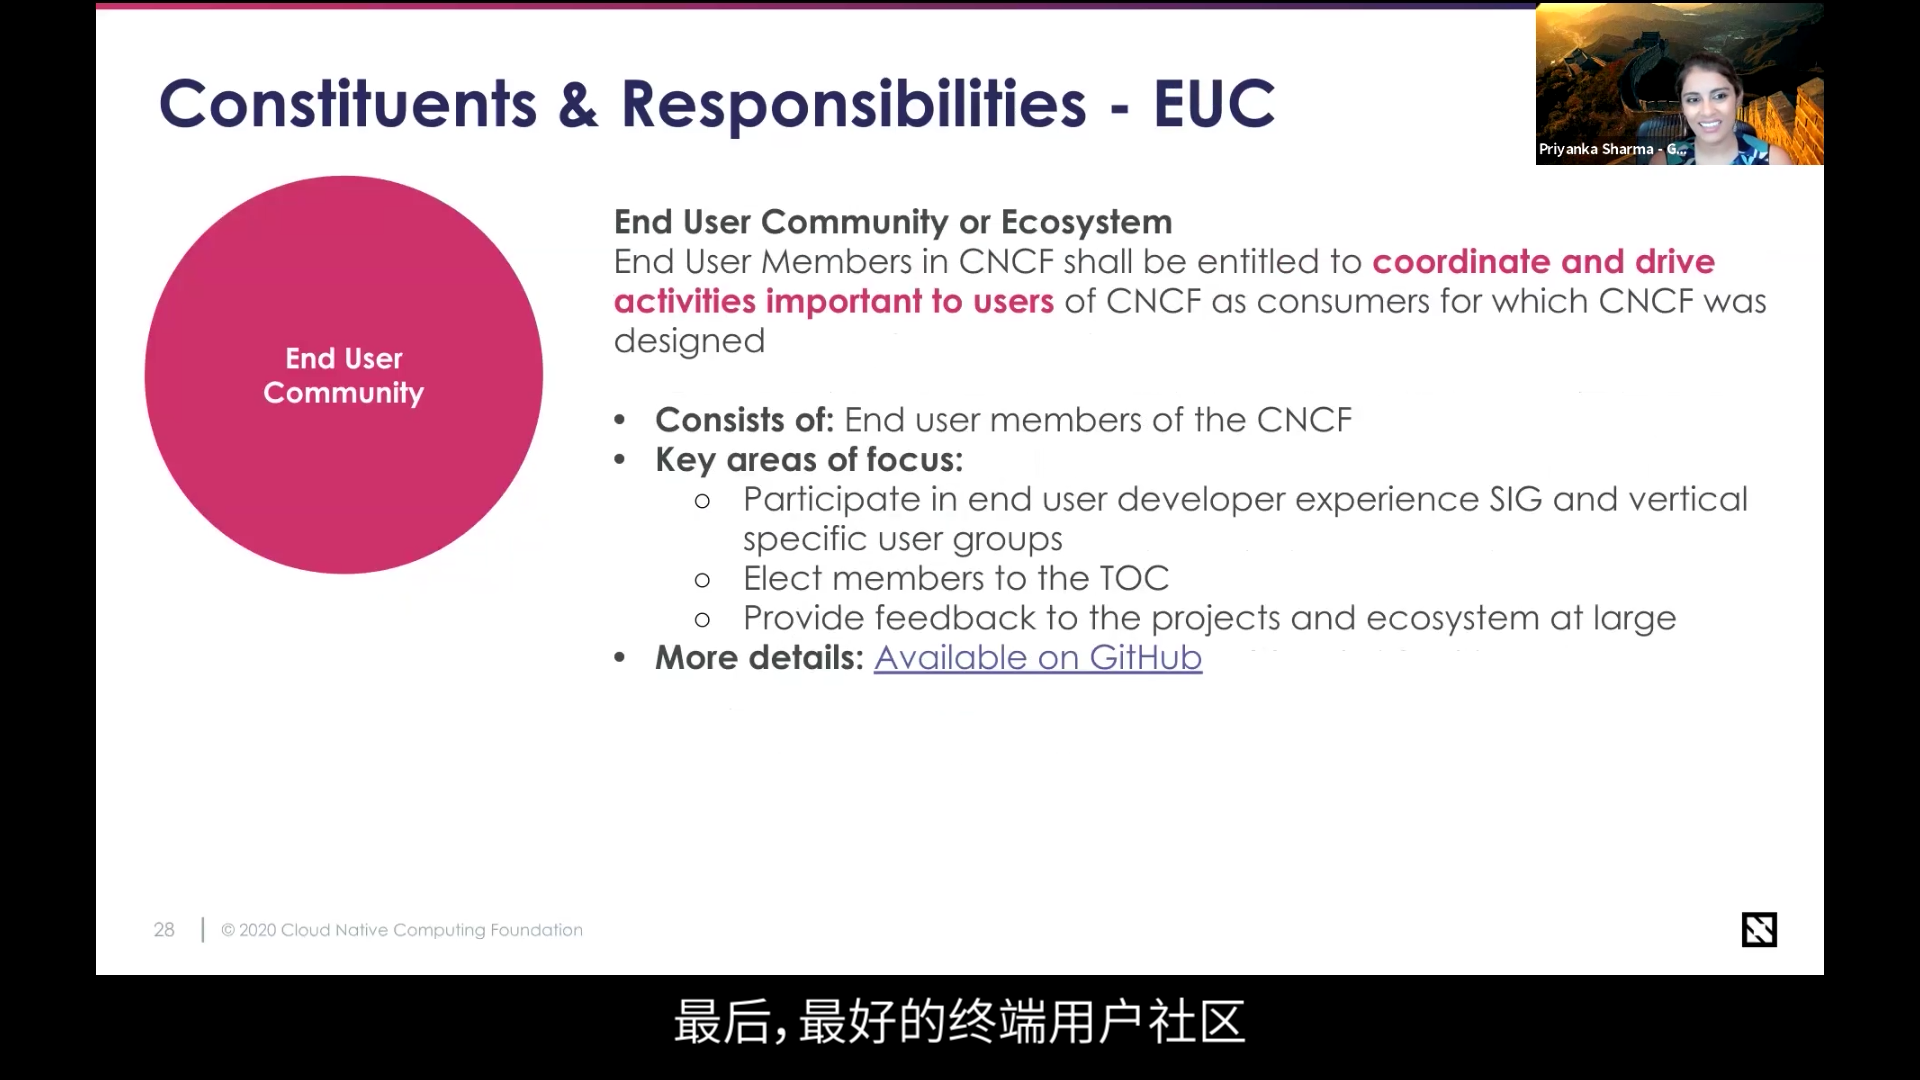 Constituents & Responsibilities - EUC
Priyanka Sharma - G...
End User
Community
End User Community or Ecosystem
End User Members in CNCF shall be entitled to coordinate and drive
activities important to users of CNCF as consumers for which CNCF was
designed
• Consists of: End user members of the CNCF
• Key areas of focus:
○ Participate in end user developer experience SIG and vertical
specific user groups
○ Elect members to the TOC
○ Provide feedback to the projects and ecosystem at large
• More details: Available on GitHub
28 | © 2020 Cloud Native Computing Foundation
最后，最好的终端用户社区